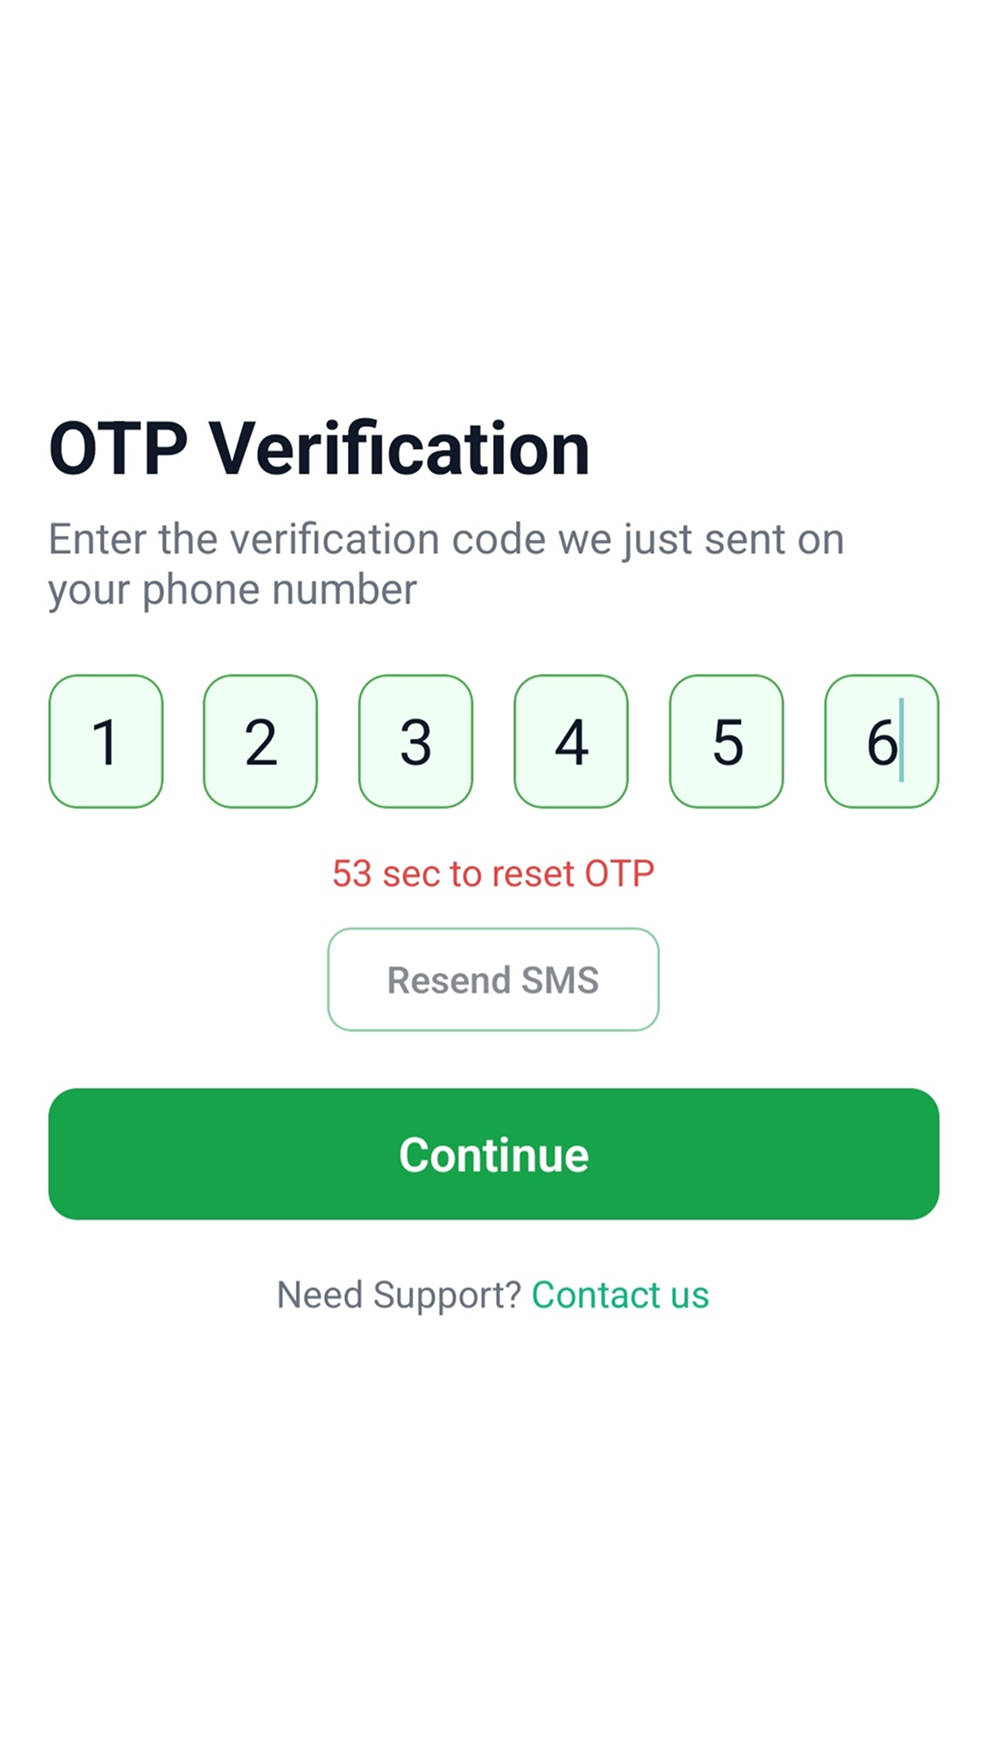 OTP Verification
Enter the verification code we just sent on
your phone number
1 2 3 4 5 6
53 sec to reset OTP
Resend SMS
Continue
Need Support? Contact us